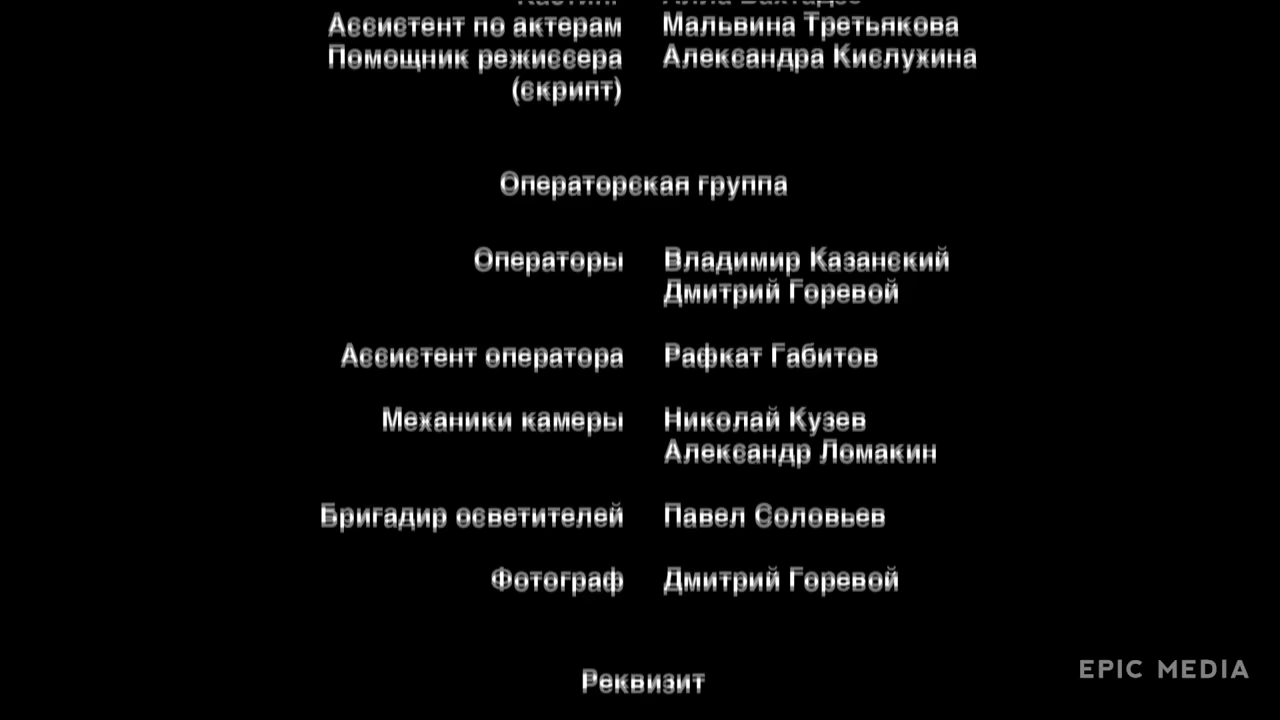 Ассистент по актерам Мальвина Третьякова
Помощник режиссера Александра Кислухина
(скрипт)
Операторская группа
Операторы Владимир Казанский
Дмитрий Горевой
Ассистент оператора Рафкат Габитов
Механики камеры Николай Кузев
Александр Ломакин
Бригадир осветителей Павел Соловьев
Фотограф Дмитрий Горевой
EPIC MEDIA
Реквизит